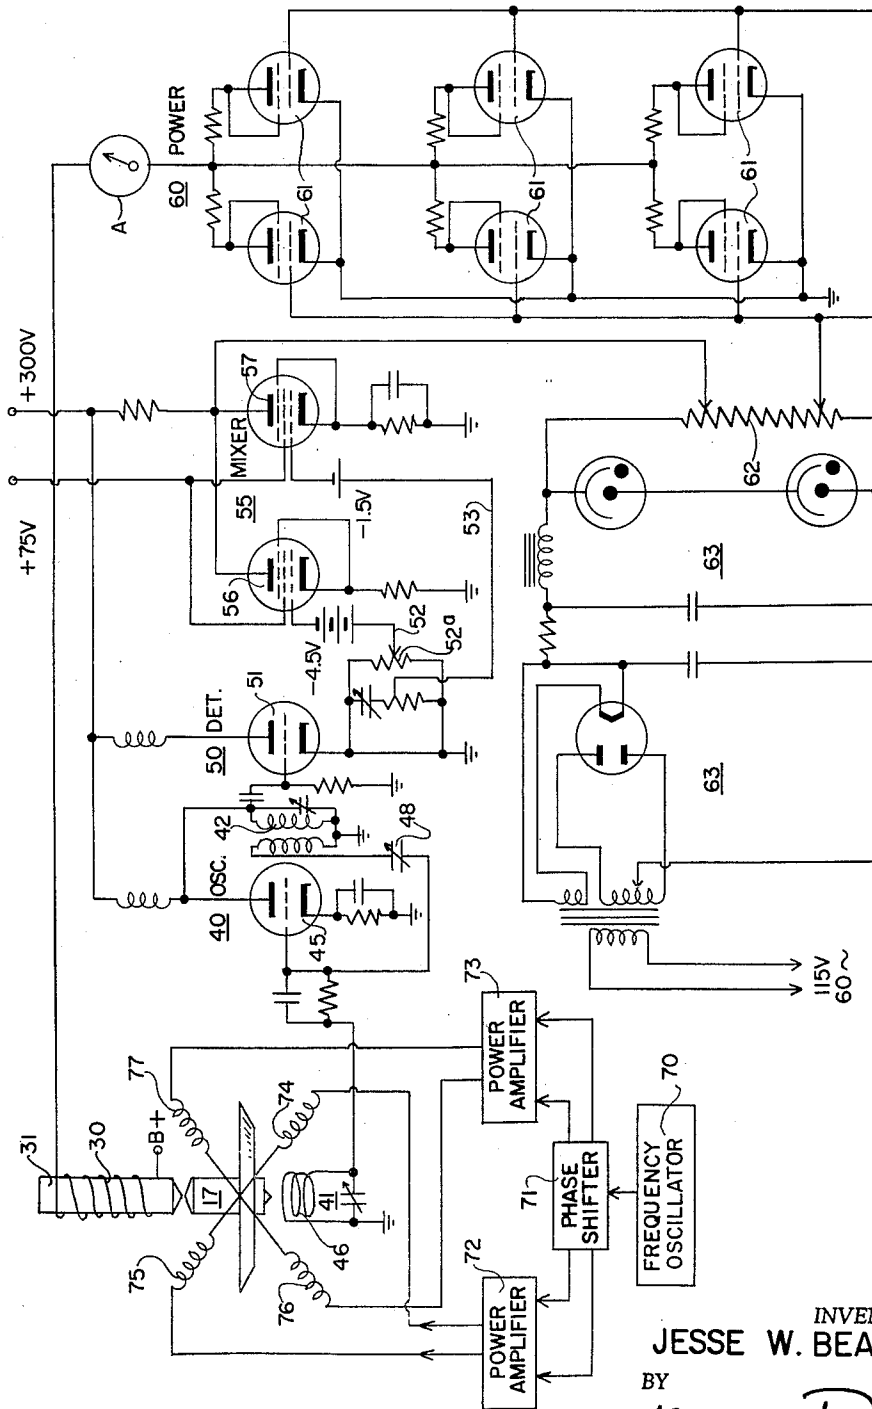 +300V
+75V
A
60 POWER
61
61
61
61
61
61
57
MIXER
55
56
-1.5V
-4.5V
53
52
52a
62
63
63
51
50 DET.
42
48
40 OSC.
45
31
30
B+
77
17
74
75
76
46
41
73
POWER
AMPLIFIER
72
POWER
AMPLIFIER
71
PHASE
SHIFTER
70
FREQUENCY
OSCILLATOR
115V
60~
JESSE W. BEA
BY